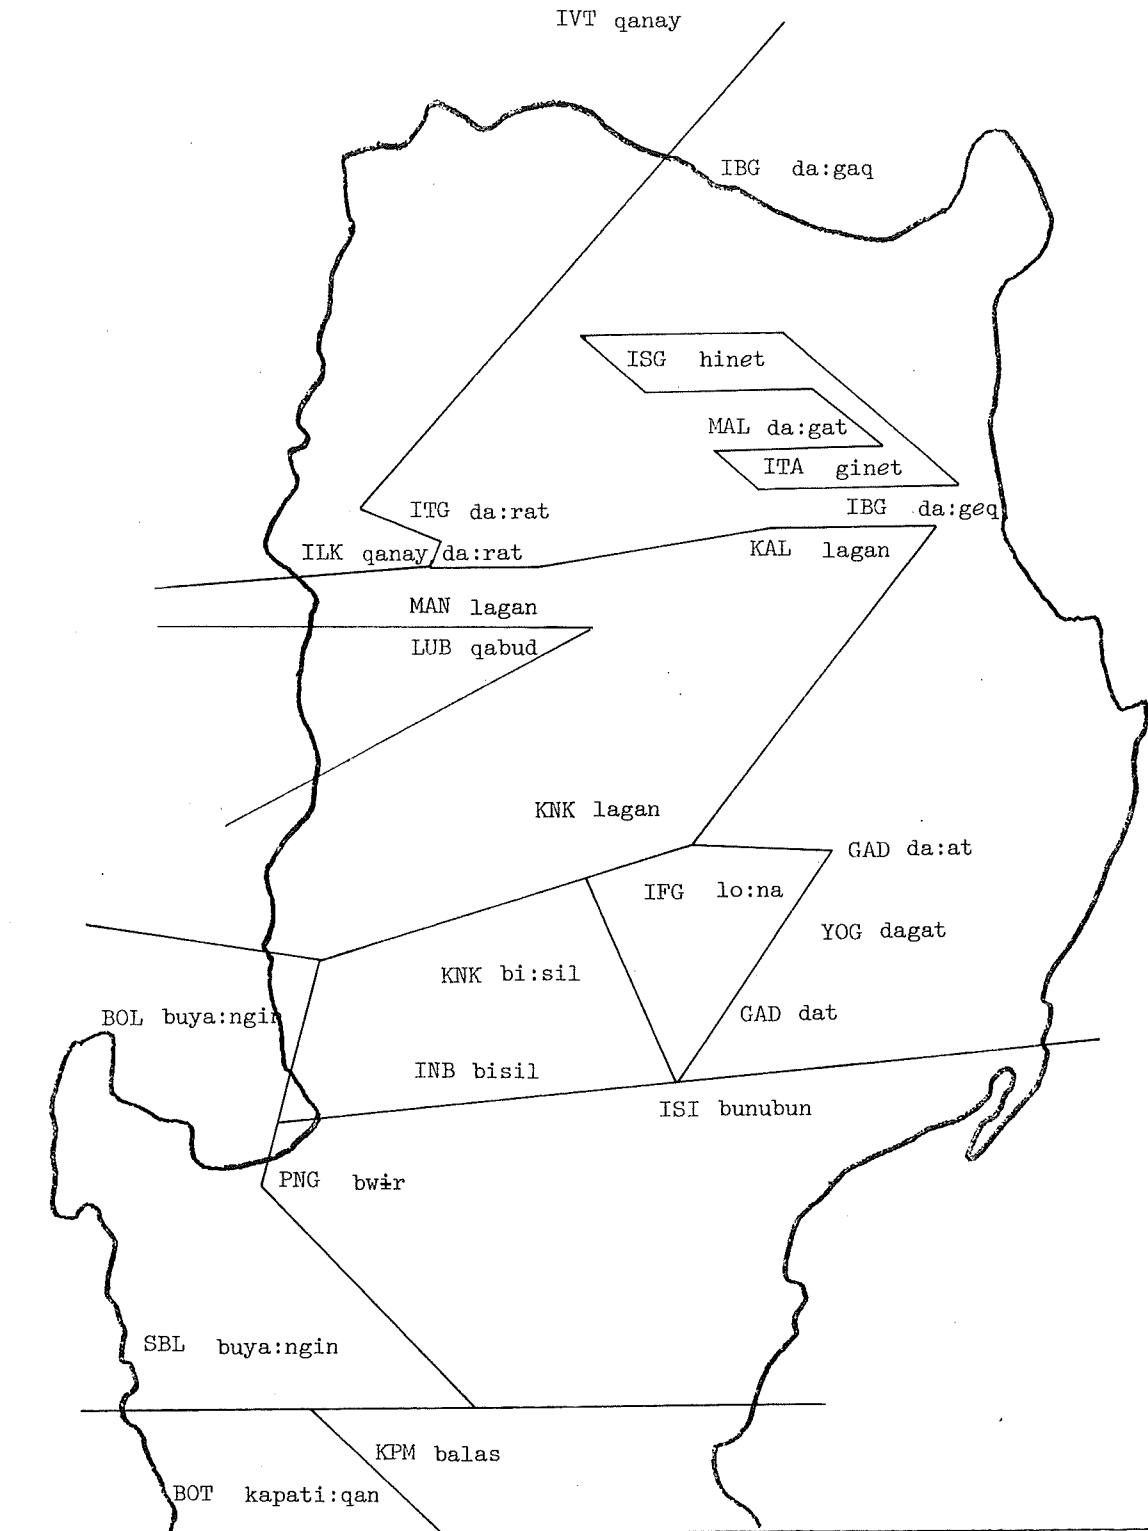 IVT qanay
IBG da:gaq
ISG hinet
MAL da:gat
ITA ginet
IBG da:geq
ITG da:rat
KAL lagan
ILK qanay da:rat
MAN lagan
LUB qabud
KNK lagan
GAD da:at
IFG lo:na
YOG dagat
KNK bi:sil
GAD dat
BOL buya:ngin
INB bisil
ISI bunubun
PNG bwɨr
SBL buya:ngin
KPM balas
BOT kapati:qan